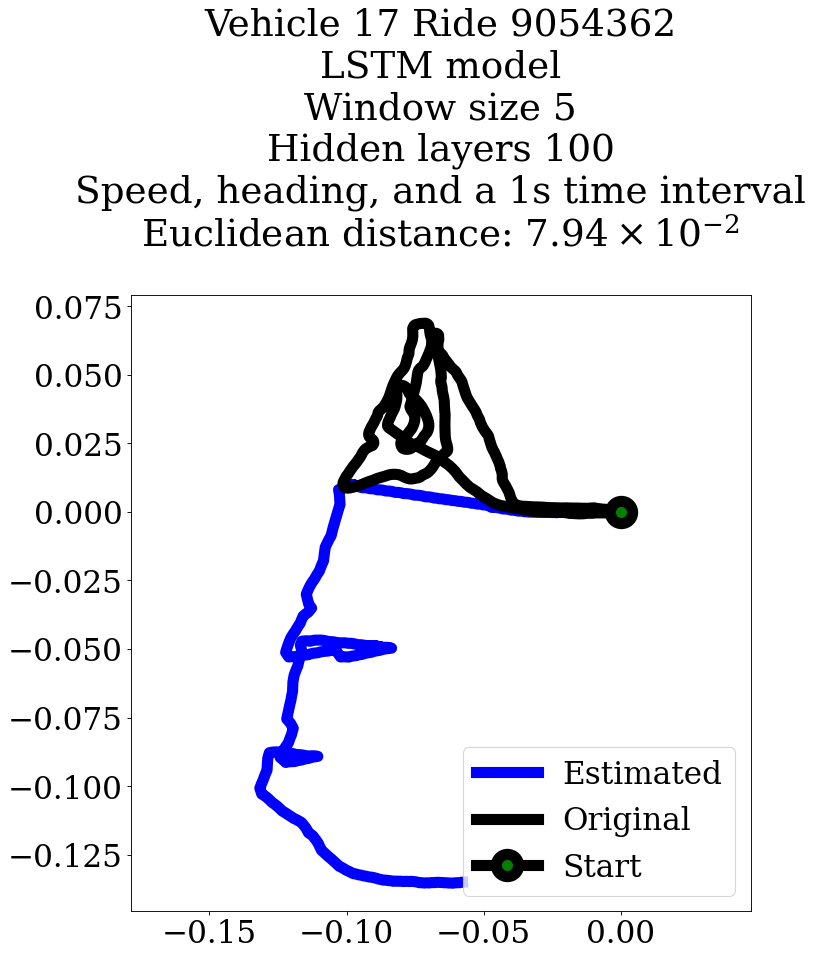 Vehicle 17 Ride 9054362
LSTM model
Window size 5
Hidden layers 100
Speed, heading, and a 1s time interval
Euclidean distance: 7.94 × 10⁻²
0.075
0.050
0.025
0.000
−0.025
−0.050
−0.075
−0.100
−0.125
Estimated
Original
Start
−0.15 −0.10 −0.05 0.00